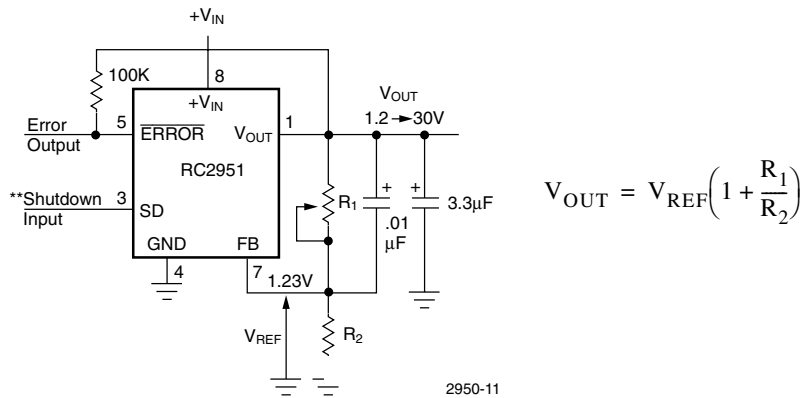 +V_IN
100K
8
+V_IN
V_OUT
1.2 → 30V
Error
Output
5
ERROR
V_OUT
1
RC2951
**Shutdown
Input
3
SD
R_1
+
.01
µF
+
3.3µF
GND
FB
4
7
1.23V
V_REF
R_2
2950-11
V_OUT = V_REF(1 + R_1/R_2)